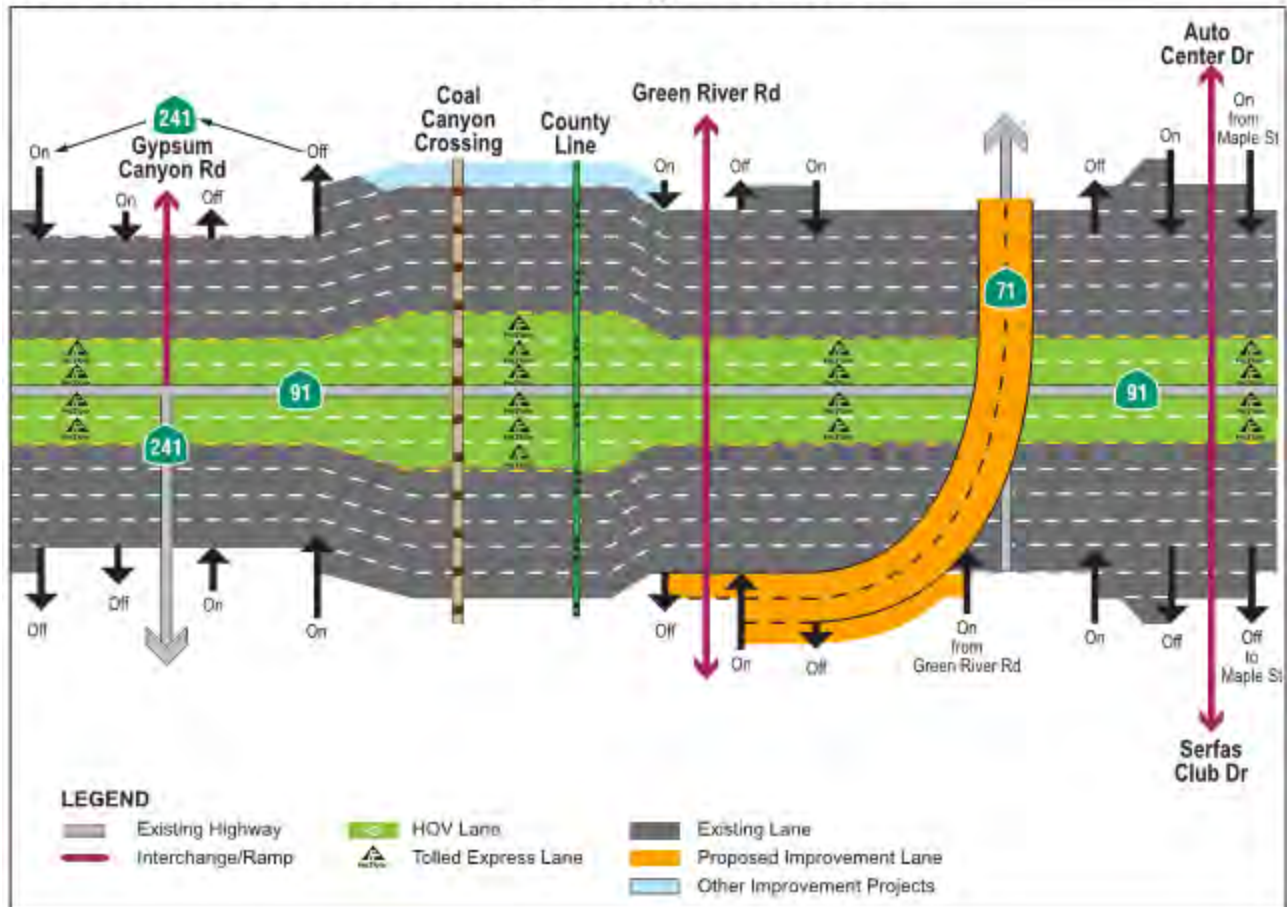 Auto
Center Dr
On
from
Maple St
Green River Rd
Coal
Canyon
Crossing
County
Line
241
Gypsum
Canyon Rd
On
Off
On
Off
On
Off
On
Off
On
71
91
91
241
Off
Off
On
On
Off
On
Off
On
from
Green River Rd
On
Off
Off
to
Maple St
Serfas
Club Dr
LEGEND
Existing Highway
Interchange/Ramp
HOV Lane
Tolled Express Lane
Existing Lane
Proposed Improvement Lane
Other Improvement Projects